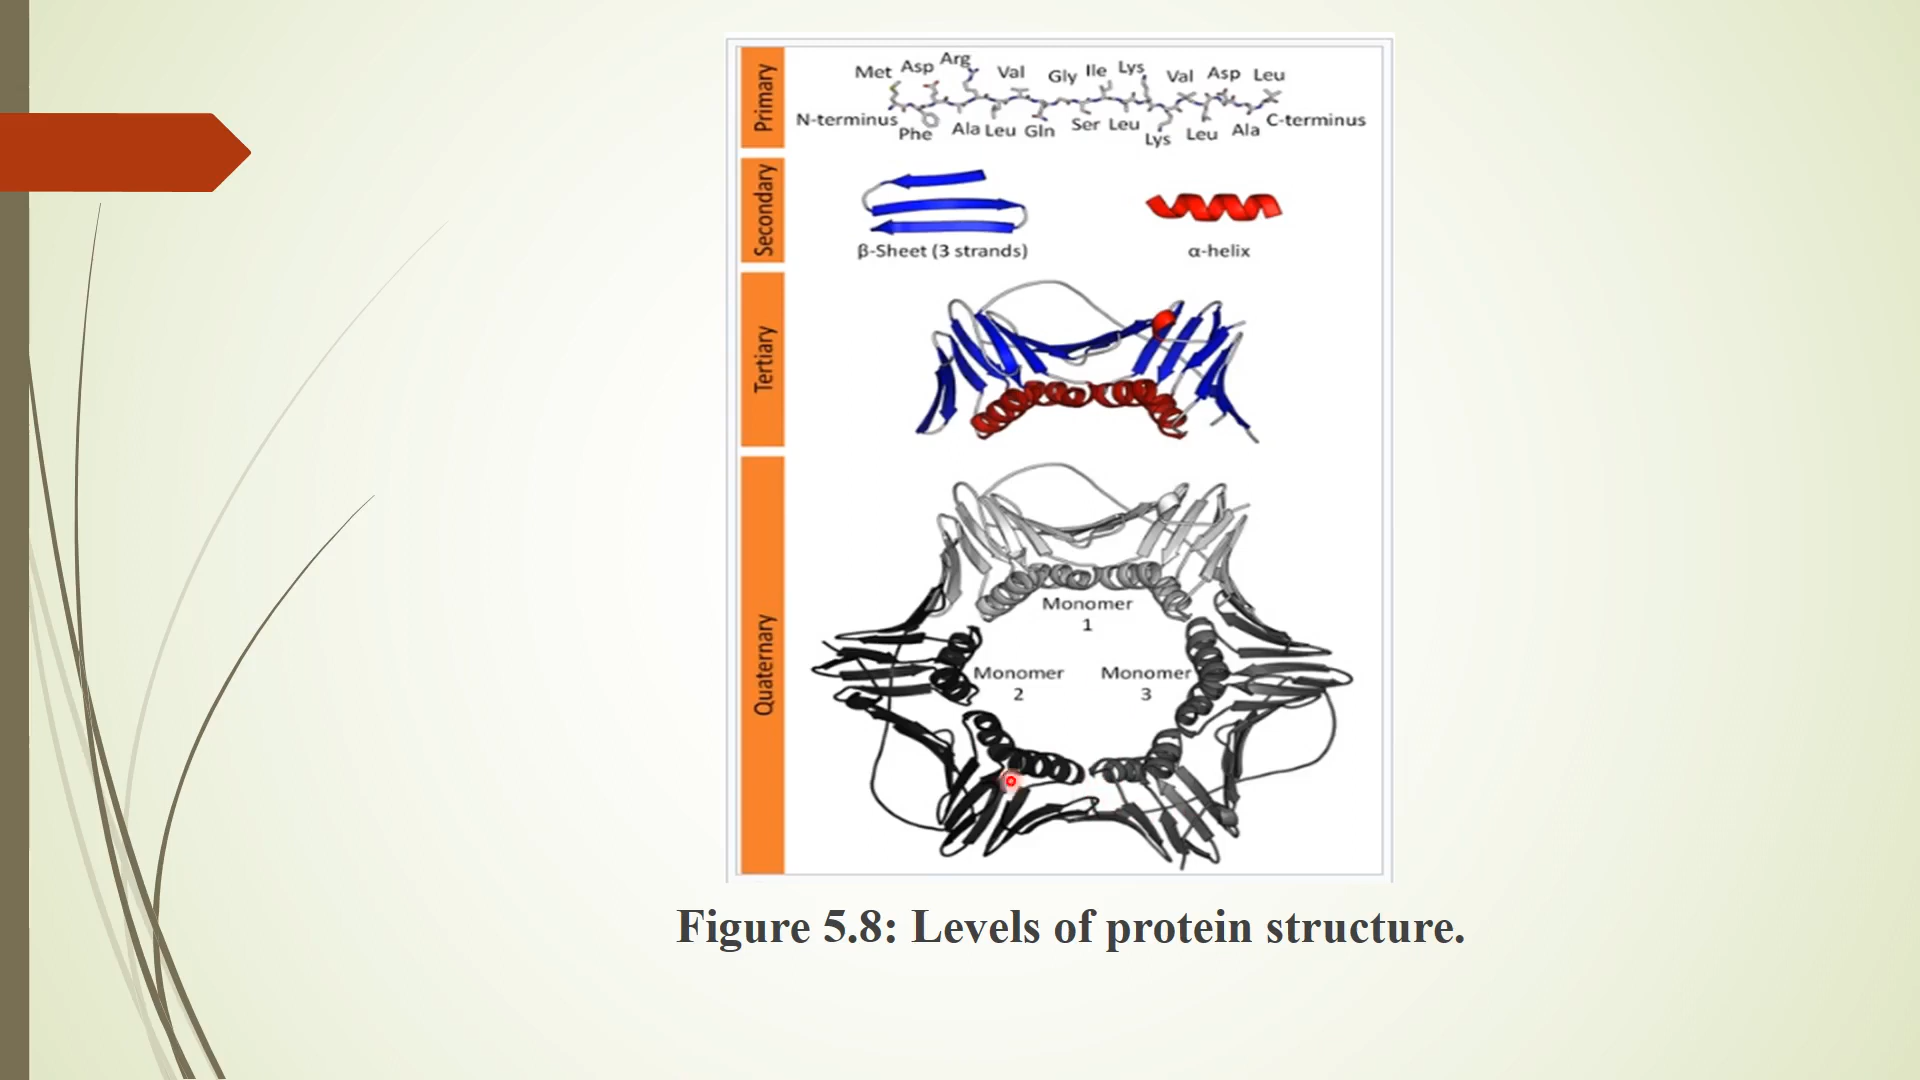 Primary
Met Asp Arg Val Gly Ile Lys Val Asp Leu
N-terminus C-terminus
Phe Ala Leu Gln Ser Leu Lys Leu Ala
Secondary
β-Sheet (3 strands) α-helix
Tertiary
Quaternary
Monomer
1
Monomer Monomer
2 3
Figure 5.8: Levels of protein structure.